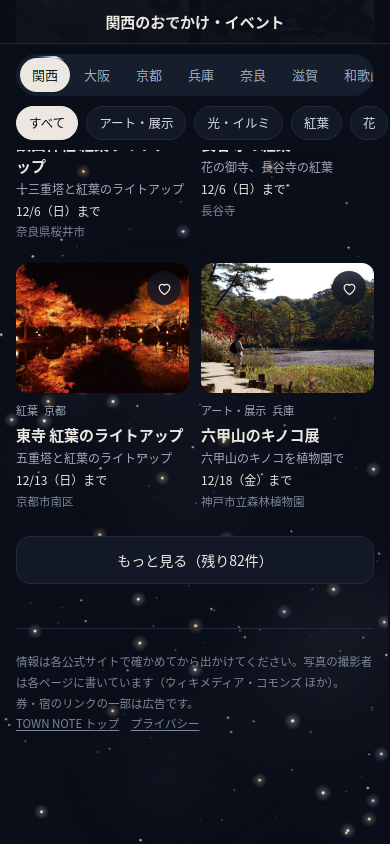 関西のおでかけ・イベント
関西 大阪 京都 兵庫 奈良 滋賀
すべて アート・展示 光・イルミ 紅葉 花
ップ
十三重塔と紅葉のライトアップ
12/6（日）まで
奈良県桜井市
花の御寺、長谷寺の紅葉
12/6（日）まで
長谷寺
紅葉 京都
東寺 紅葉のライトアップ
五重塔と紅葉のライトアップ
12/13（日）まで
京都市南区
アート・展示 兵庫
六甲山のキノコ展
六甲山のキノコを植物園で
12/18（金）まで
神戸市立森林植物園
もっと見る（残り82件）
情報は各公式サイトで確かめてから出かけてください。写真の撮影者
は各ページに書いています（ウィキメディア・コモンズ ほか）。
券・宿のリンクの一部は広告です。
TOWN NOTE トップ プライバシー